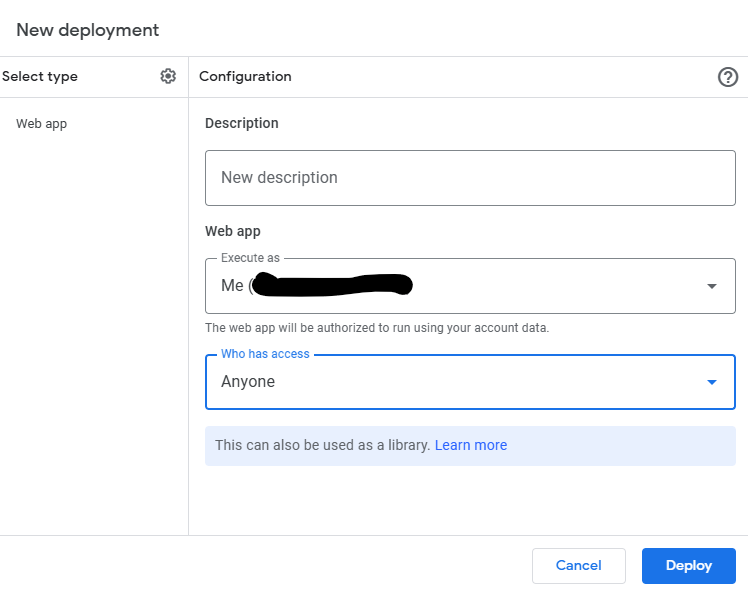 New deployment
Select type
Configuration
Web app
Description
New description
Web app
Execute as
Me (
The web app will be authorized to run using your account data.
Who has access
Anyone
This can also be used as a library. Learn more
Cancel
Deploy